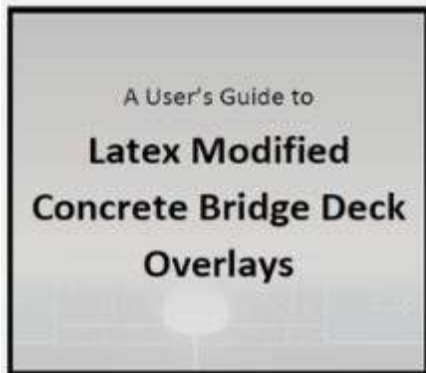 A User's Guide to
Latex Modified
Concrete Bridge Deck
Overlays